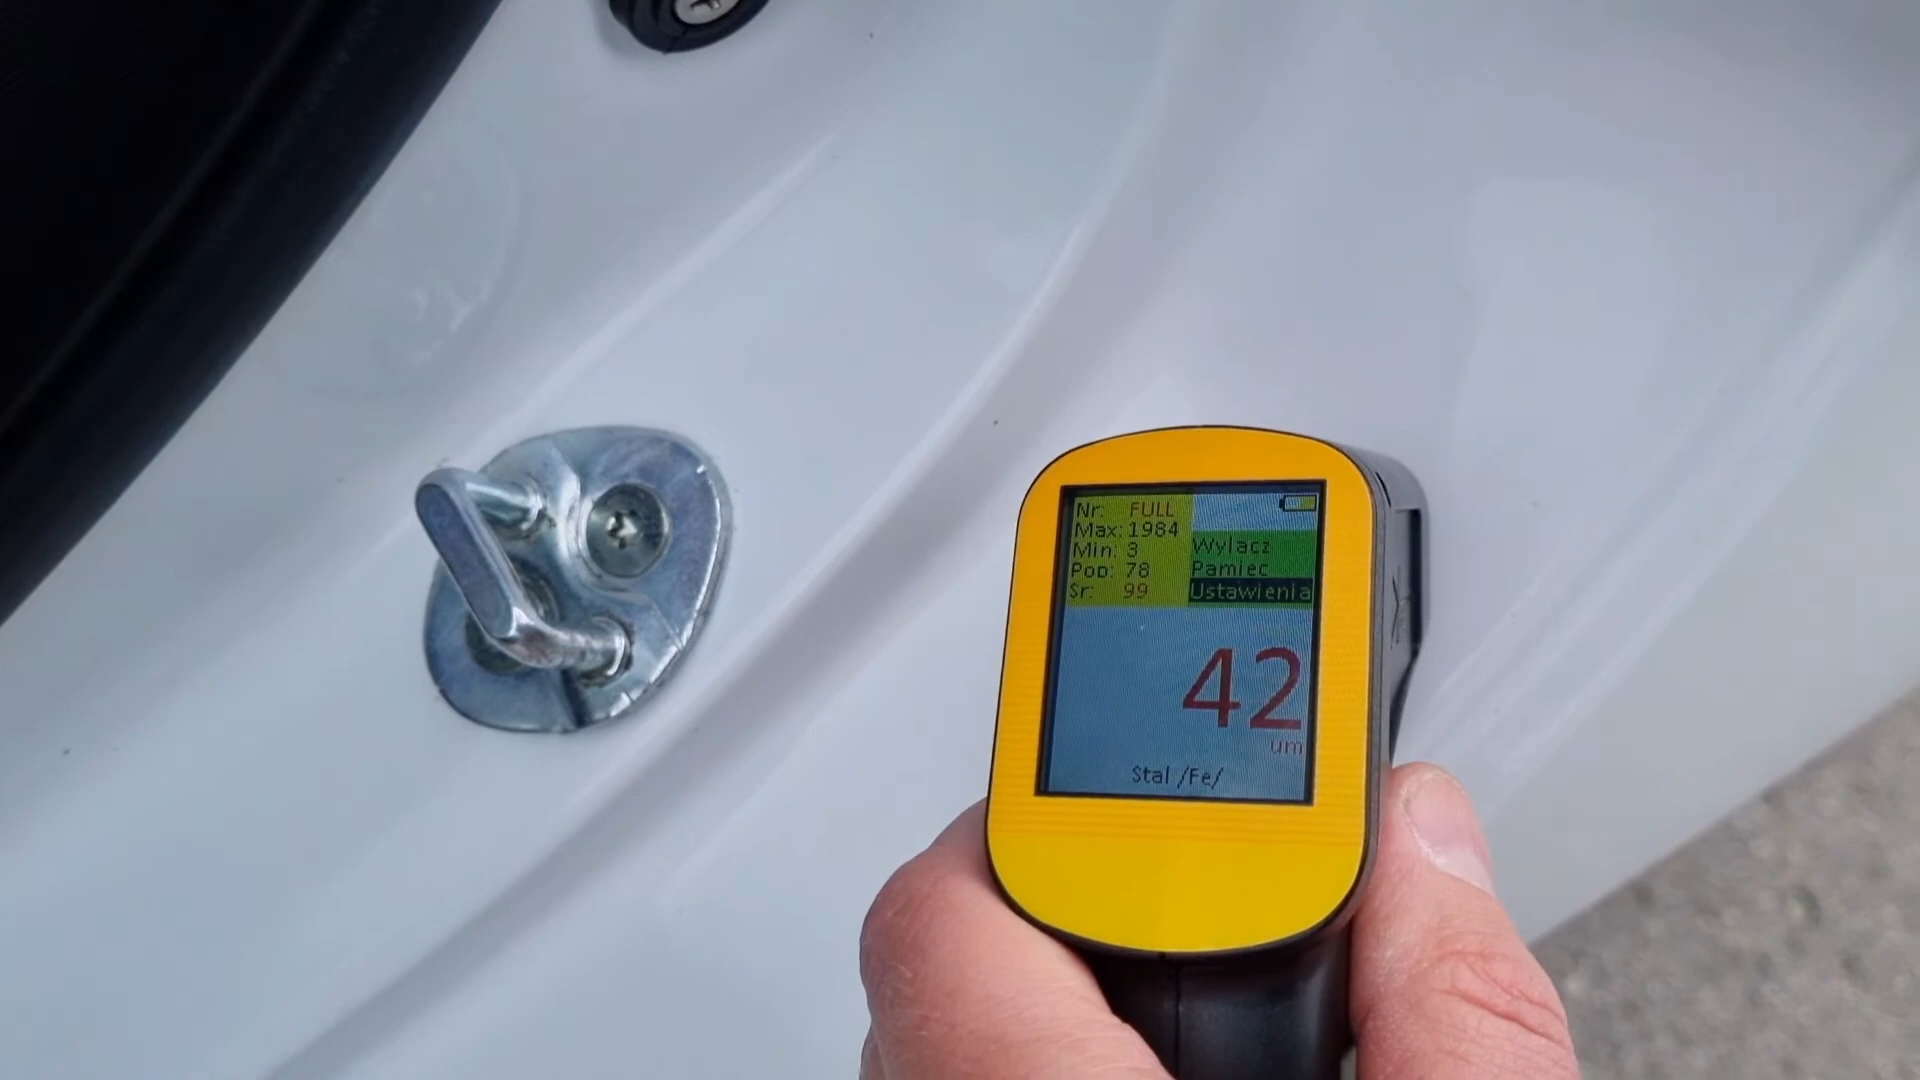 Nr: FULL
Max: 1984
Min: 3
Pop: 78
Sr: 99
Wylacz
Pamiec
Ustawienia
42
um
Stal /Fe/